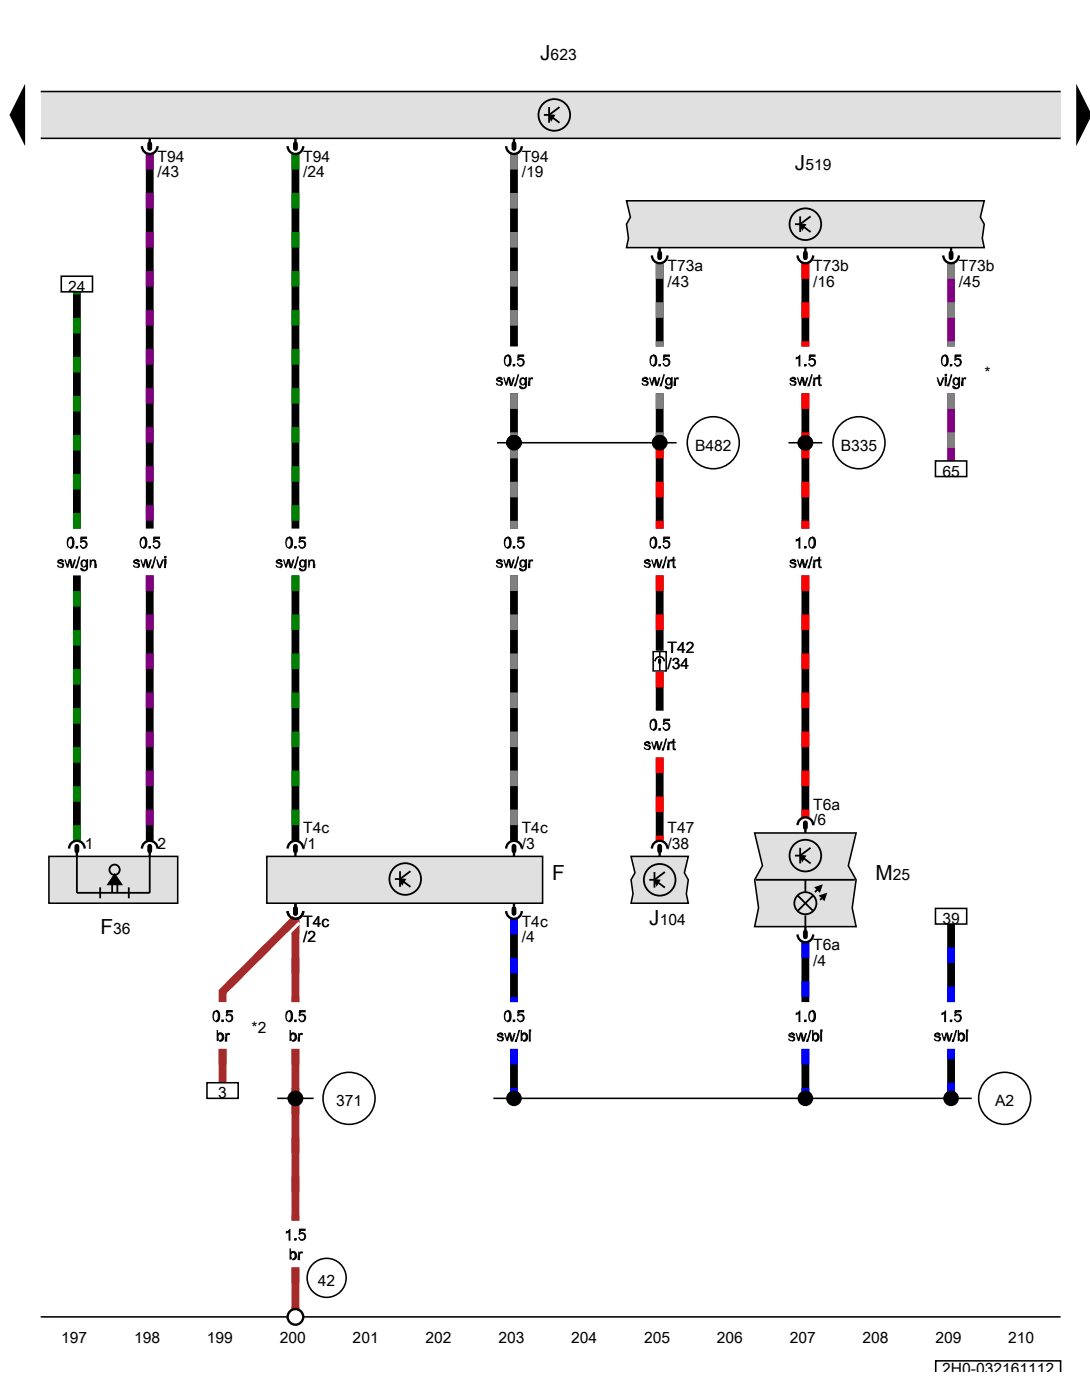 J623
T94
/43
T94
/24
T94
/19
J519
T73a
/43
T73b
/16
T73b
/45
24
0.5
sw/gr
0.5
sw/gr
1.5
sw/rt
0.5
vi/gr
*
B482
B335
65
0.5
sw/gn
0.5
sw/vi
0.5
sw/gn
0.5
sw/gr
0.5
sw/rt
1.0
sw/rt
T42
/34
0.5
sw/rt
1
2
T4c
/1
T4c
/3
T47
/38
T6a
/6
F36
F
J104
M25
T4c
/2
T4c
/4
T6a
/4
39
0.5
br
*2
0.5
br
0.5
sw/bl
1.0
sw/bl
1.5
sw/bl
3
371
A2
1.5
br
42
197 198 199 200 201 202 203 204 205 206 207 208 209 210
2H0-032161112